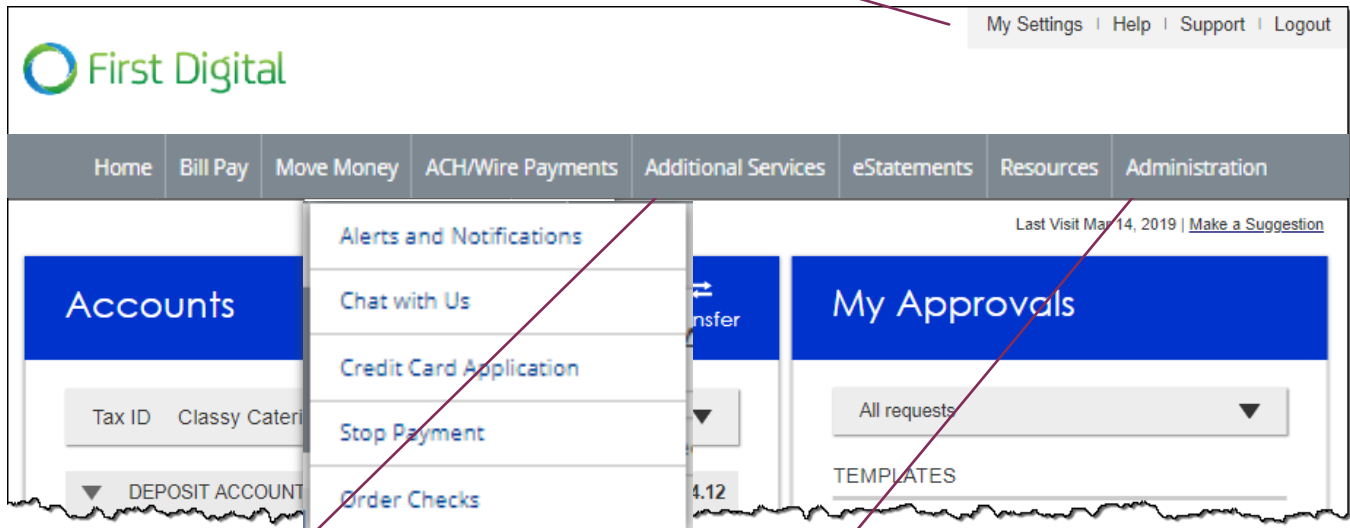 My Settings | Help | Support | Logout
First Digital
Home Bill Pay Move Money ACH/Wire Payments Additional Services eStatements Resources Administration
Last Visit Mar 14, 2019 | Make a Suggestion
Alerts and Notifications
Accounts
nsfer
My Approvals
Chat with Us
Credit Card Application
Tax ID Classy Cateri
All requests
Stop Payment
TEMPLATES
DEPOSIT ACCOUNT
4.12
Order Checks